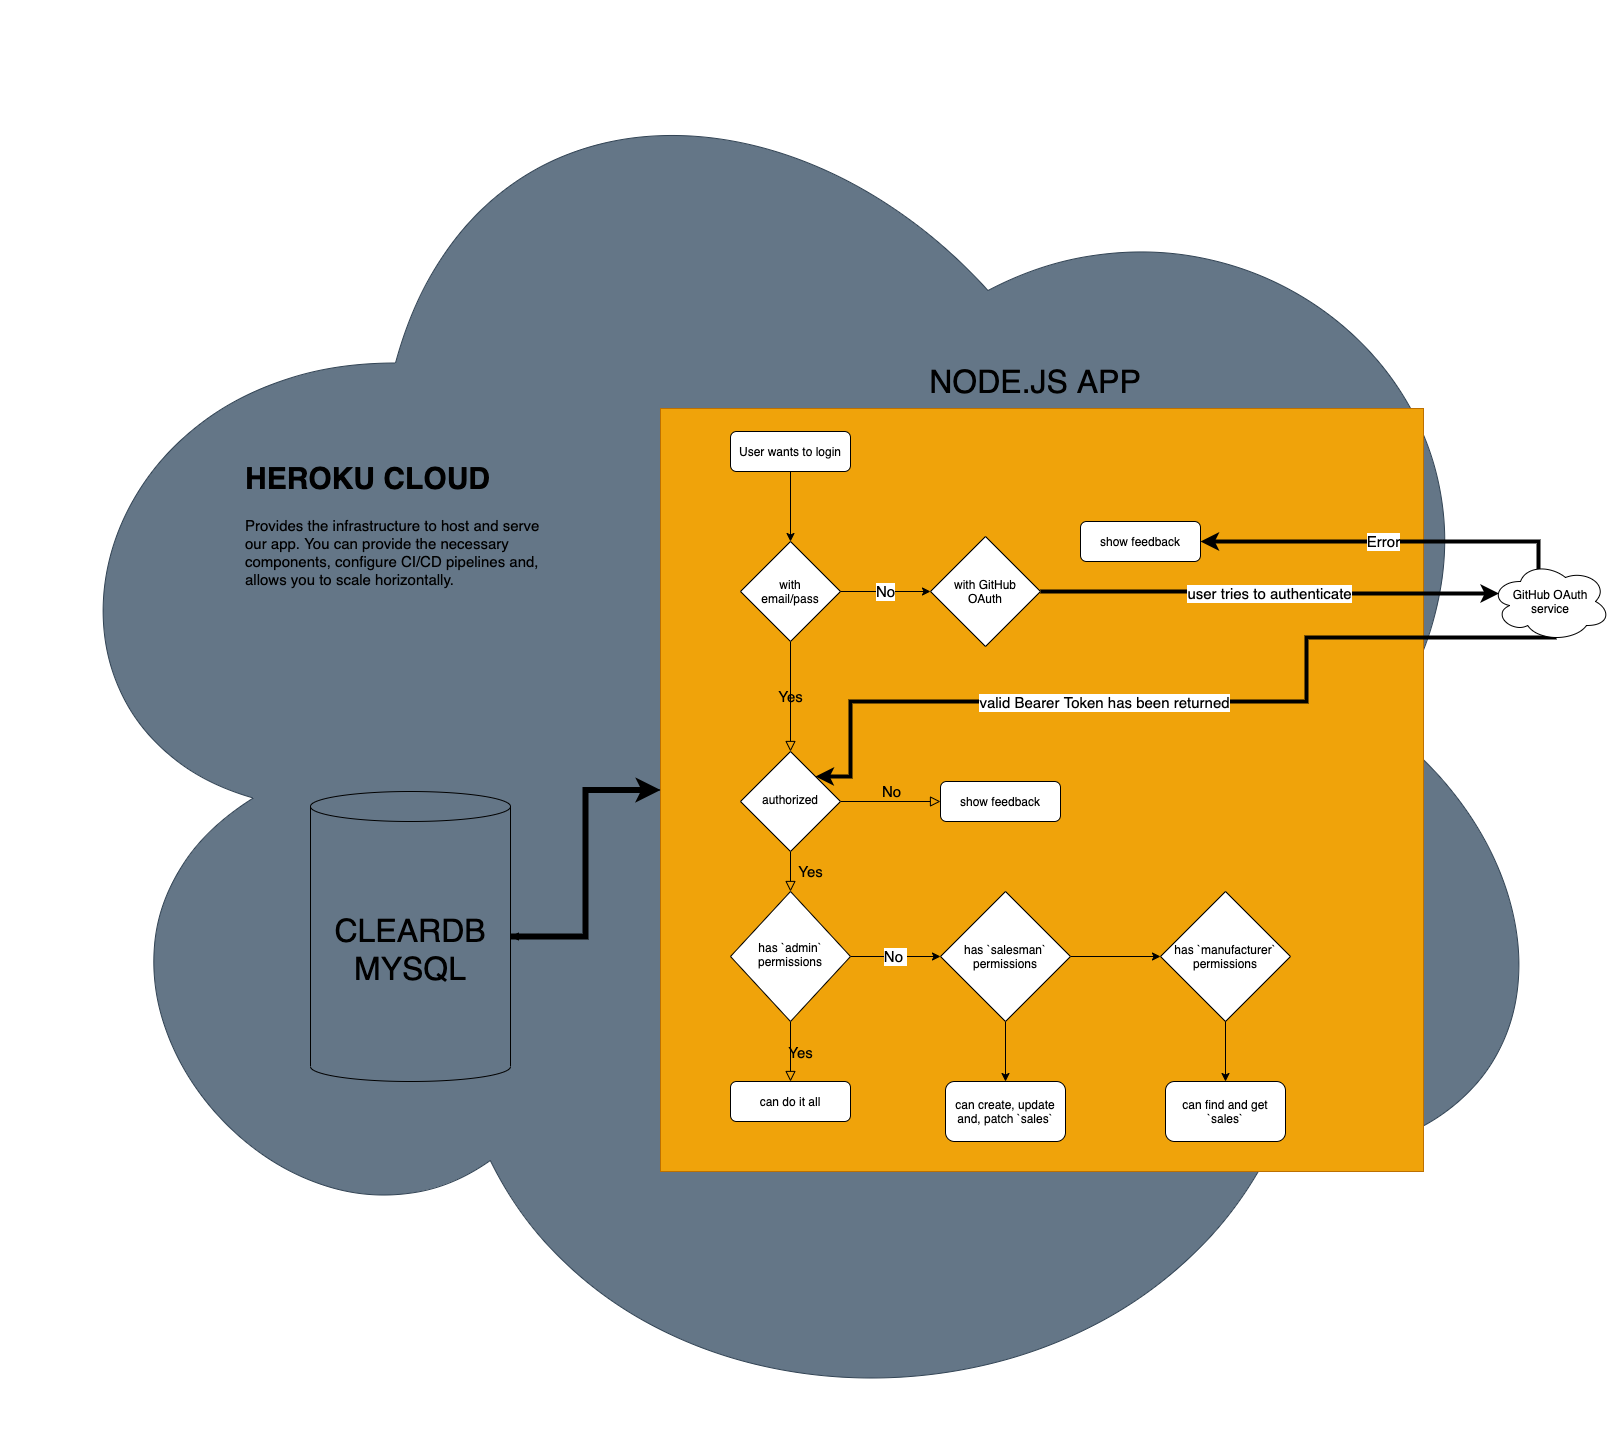 NODE.JS APP
HEROKU CLOUD
Provides the infrastructure to host and serve
our app. You can provide the necessary
components, configure CI/CD pipelines and,
allows you to scale horizontally.
User wants to login
show feedback
Error
with
email/pass
No
with GitHub
OAuth
user tries to authenticate
GitHub OAuth
service
Yes
valid Bearer Token has been returned
authorized
No
show feedback
Yes
CLEARDB
MYSQL
has `admin`
permissions
No
has `salesman`
permissions
has `manufacturer`
permissions
Yes
can do it all
can create, update
and, patch `sales`
can find and get
`sales`